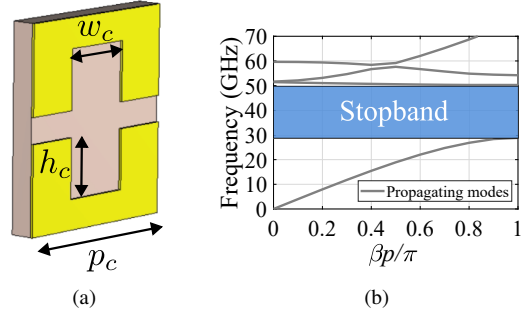 w_c
h_c
p_c
(a)
Frequency (GHz)
70
60
50
40
30
20
10
0
Stopband
Propagating modes
0 0.2 0.4 0.6 0.8 1
βp/π
(b)